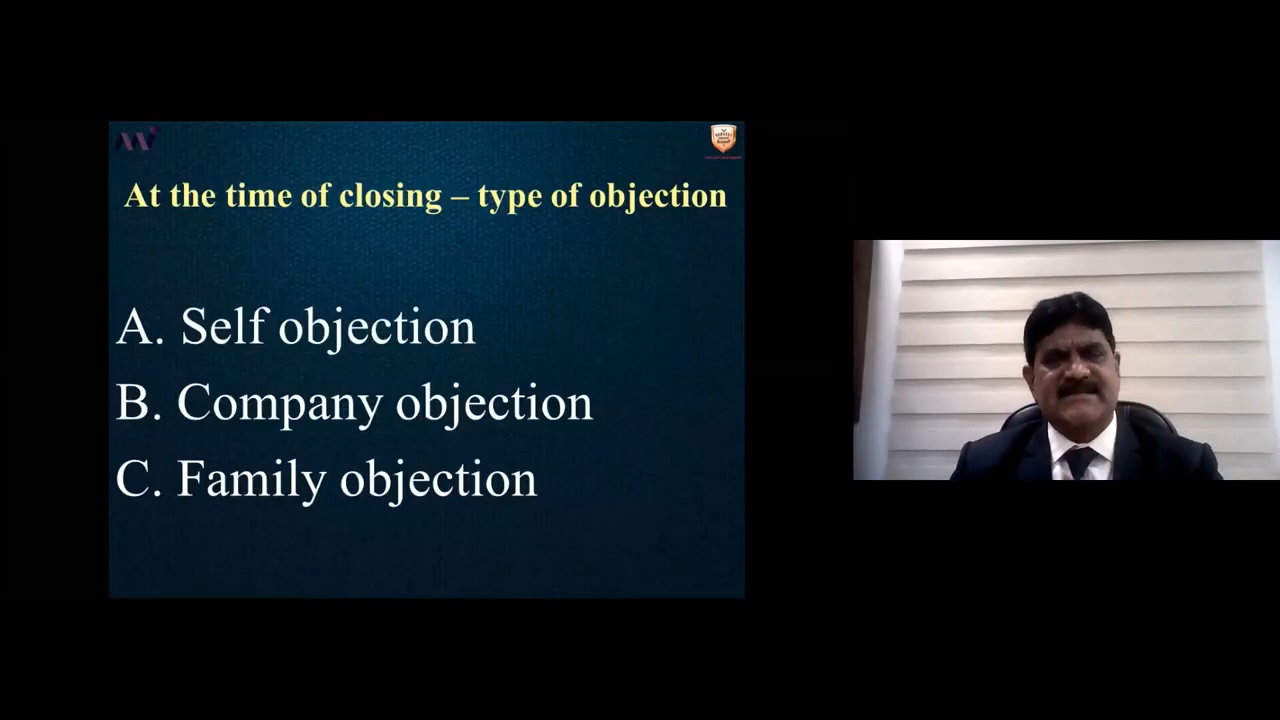 At the time of closing – type of objection
A. Self objection
B. Company objection
C. Family objection